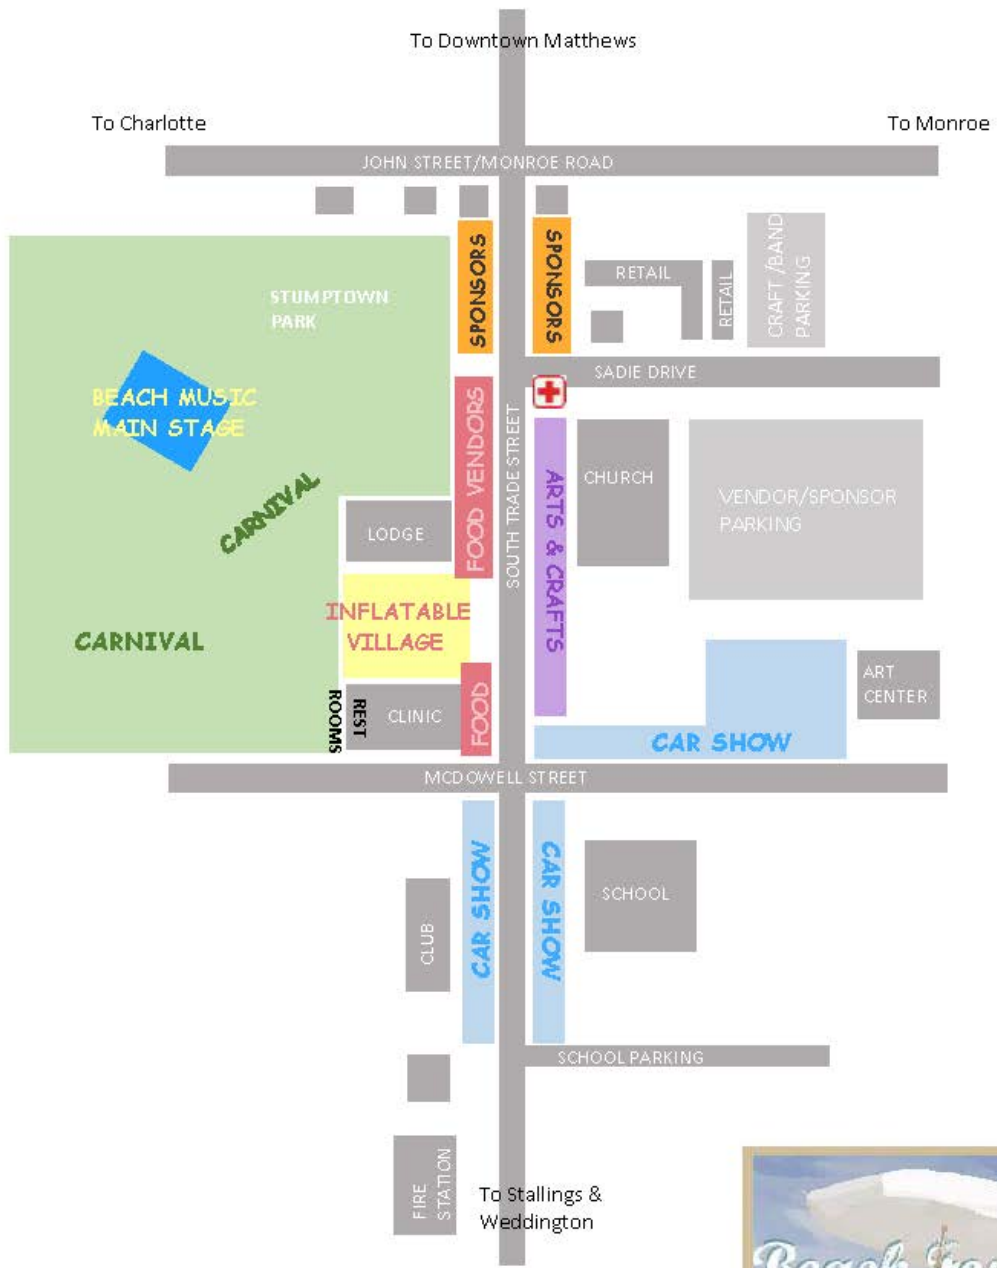 To Downtown Matthews
To Charlotte
To Monroe
JOHN STREET/MONROE ROAD
SPONSORS
SPONSORS
RETAIL
RETAIL
CRAFT /BAND
PARKING
STUMPTOWN
PARK
SADIE DRIVE
BEACH MUSIC
MAIN STAGE
FOOD VENDORS
SOUTH TRADE STREET
ARTS & CRAFTS
CHURCH
VENDOR/SPONSOR
PARKING
CARNIVAL
LODGE
INFLATABLE
VILLAGE
CARNIVAL
REST
ROOMS
CLINIC
FOOD
ART
CENTER
CAR SHOW
MCDOWELL STREET
CAR SHOW
CAR SHOW
SCHOOL
CLUB
SCHOOL PARKING
FIRE
STATION
To Stallings &
Weddington
Beach